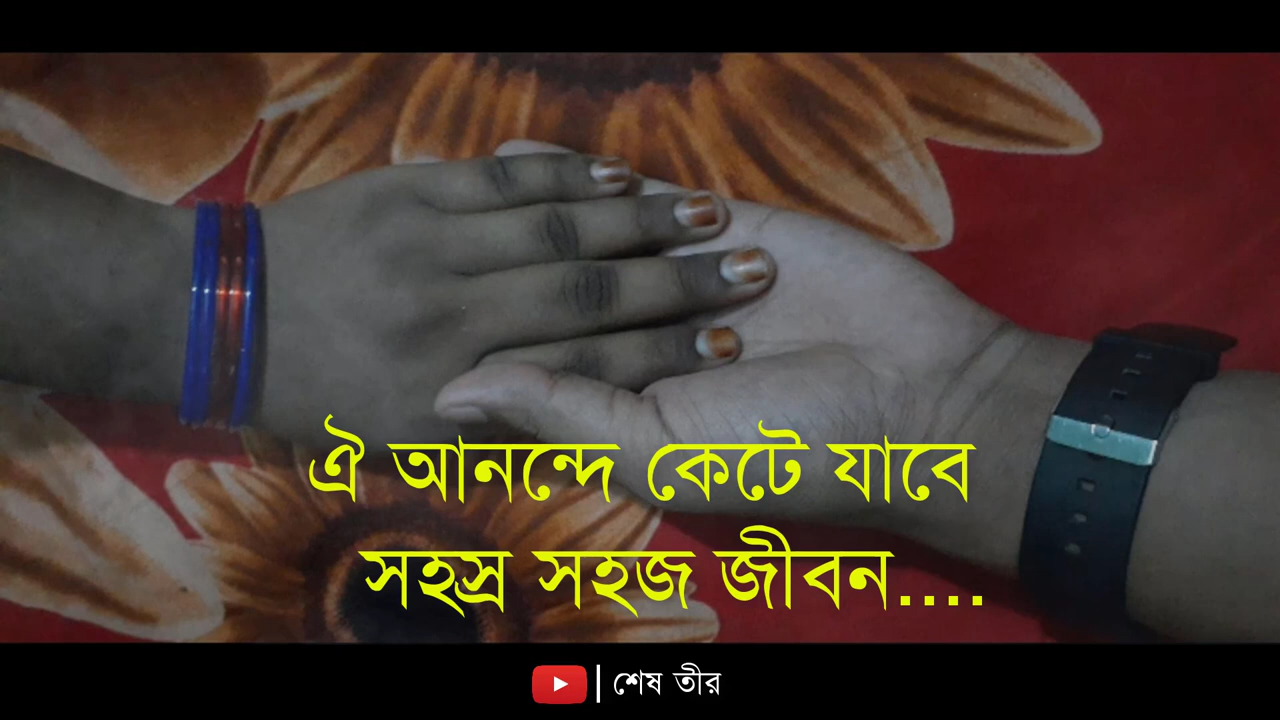 ঐ আনন্দে কেটে যাবে
সহস্র সহজ জীবন....
শেষ তীর